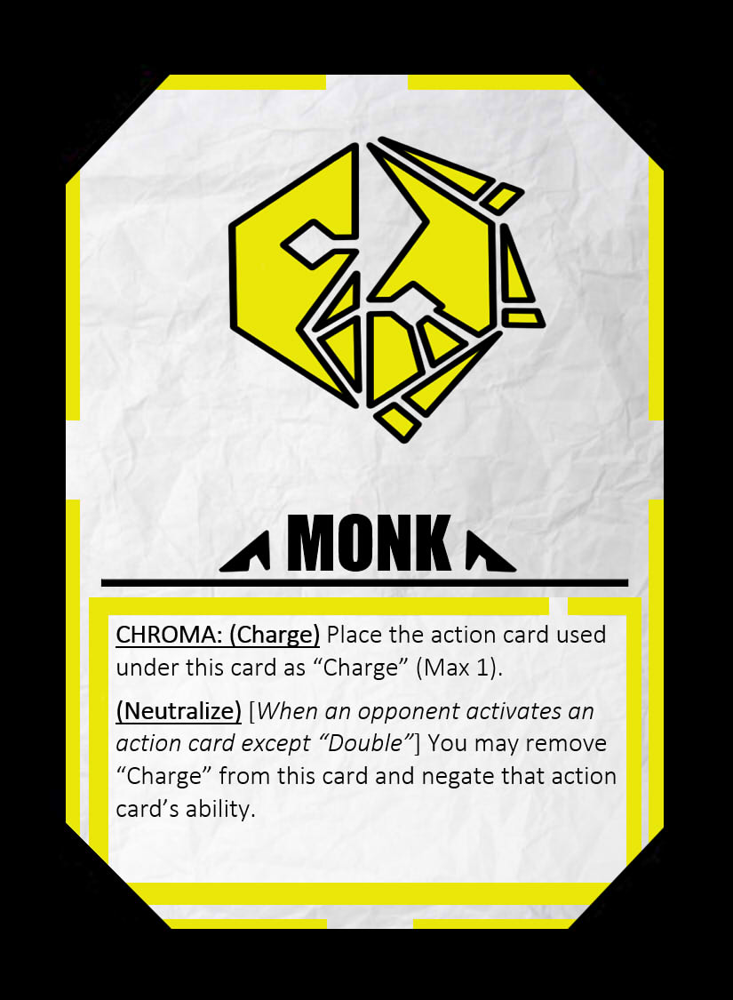 MONK
CHROMA: (Charge) Place the action card used
under this card as “Charge” (Max 1).
(Neutralize) [When an opponent activates an
action card except “Double”] You may remove
“Charge” from this card and negate that action
card’s ability.